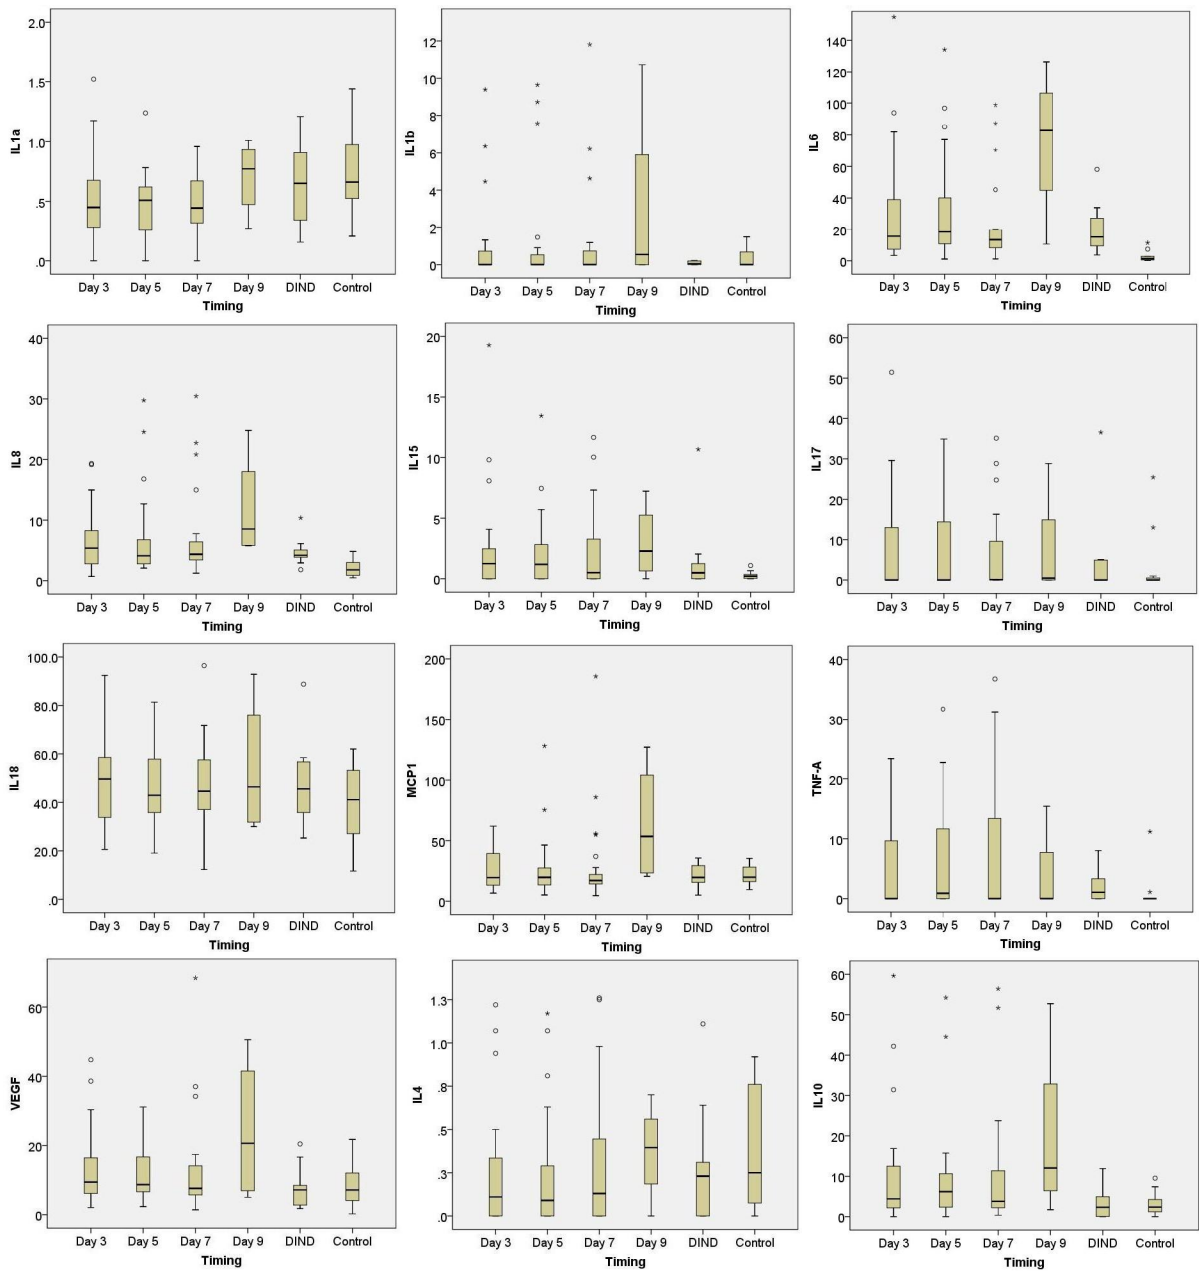 IL1a
2.0
1.5
1.0
.5
.0
Day 3 Day 5 Day 7 Day 9 DIND Control
Timing
IL1b
12
10
8
6
4
2
0
Day 3 Day 5 Day 7 Day 9 DIND Control
Timing
IL6
140
120
100
80
60
40
20
0
Day 3 Day 5 Day 7 Day 9 DIND Control
Timing
IL8
40
30
20
10
0
Day 3 Day 5 Day 7 Day 9 DIND Control
Timing
IL15
20
15
10
5
0
Day 3 Day 5 Day 7 Day 9 DIND Control
Timing
IL17
60
50
40
30
20
10
0
Day 3 Day 5 Day 7 Day 9 DIND Control
Timing
IL18
100.0
80.0
60.0
40.0
20.0
.0
Day 3 Day 5 Day 7 Day 9 DIND Control
Timing
MCP1
200
150
100
50
0
Day 3 Day 5 Day 7 Day 9 DIND Control
Timing
TNF-A
40
30
20
10
0
Day 3 Day 5 Day 7 Day 9 DIND Control
Timing
VEGF
60
40
20
0
Day 3 Day 5 Day 7 Day 9 DIND Control
Timing
IL4
1.3
1.0
.8
.5
.3
.0
Day 3 Day 5 Day 7 Day 9 DIND Control
Timing
IL10
60
50
40
30
20
10
0
Day 3 Day 5 Day 7 Day 9 DIND Control
Timing